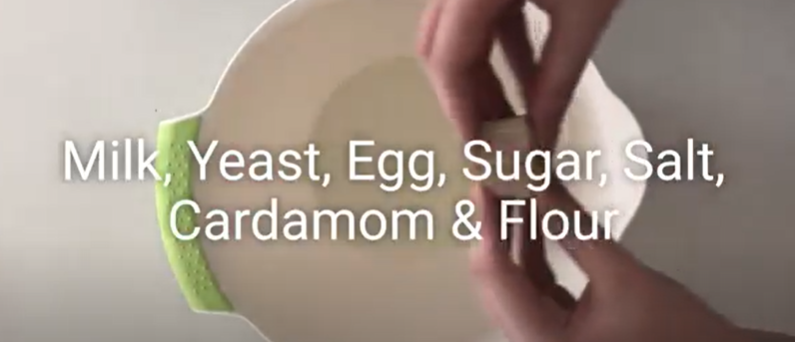 Milk, Yeast, Egg, Sugar, Salt,
Cardamom & Flour